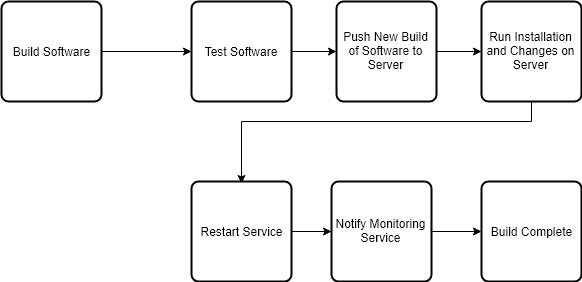 Build Software
Test Software
Push New Build
of Software to
Server
Run Installation
and Changes on
Server
Restart Service
Notify Monitoring
Service
Build Complete